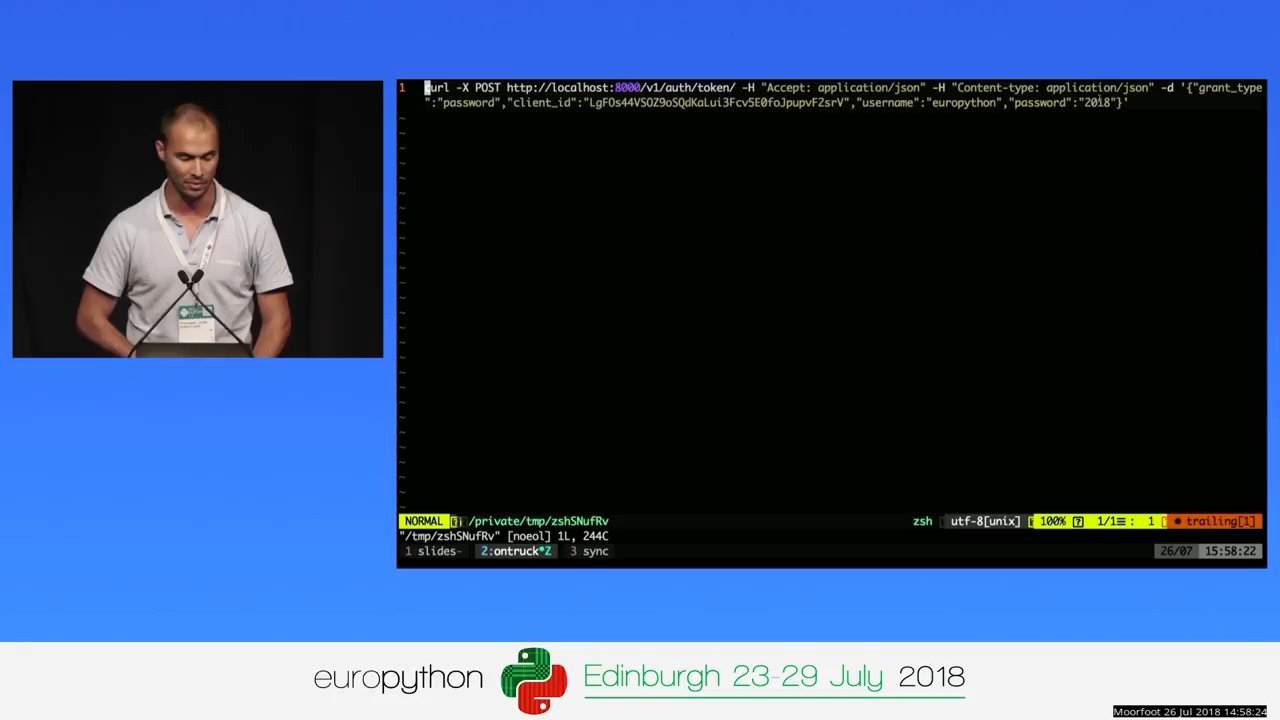 1 curl -X POST http://localhost:8000/v1/auth/token/ -H "Accept: application/json" -H "Content-type: application/json" -d '{"grant_type
":"password","client_id":"LgFOs44VSOZ9oSQdKaLui3Fcv5E0foJpupvF2srV","username":"europython","password":"2018"}'
NORMAL /private/tmp/zshSNufRv zsh utf-8[unix] 100% 1/1 : 1 trailing[1]
"/tmp/zshSNufRv" [noeol] 1L, 244C
1 slides- 2:ontruck*Z 3 sync 26/07 15:58:22
europython Edinburgh 23-29 July 2018
Moorfoot 26 Jul 2018 14:58:24